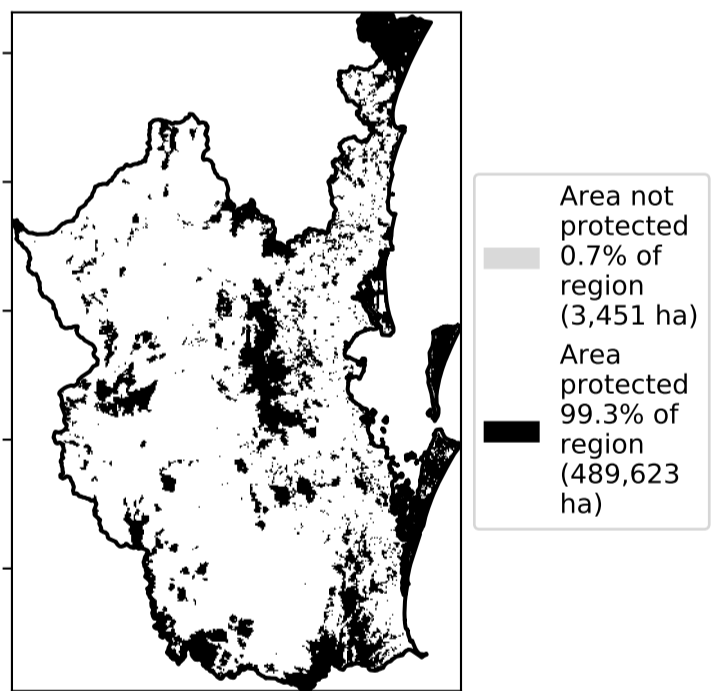 Area not
protected
0.7% of
region
(3,451 ha)
Area
protected
99.3% of
region
(489,623
ha)